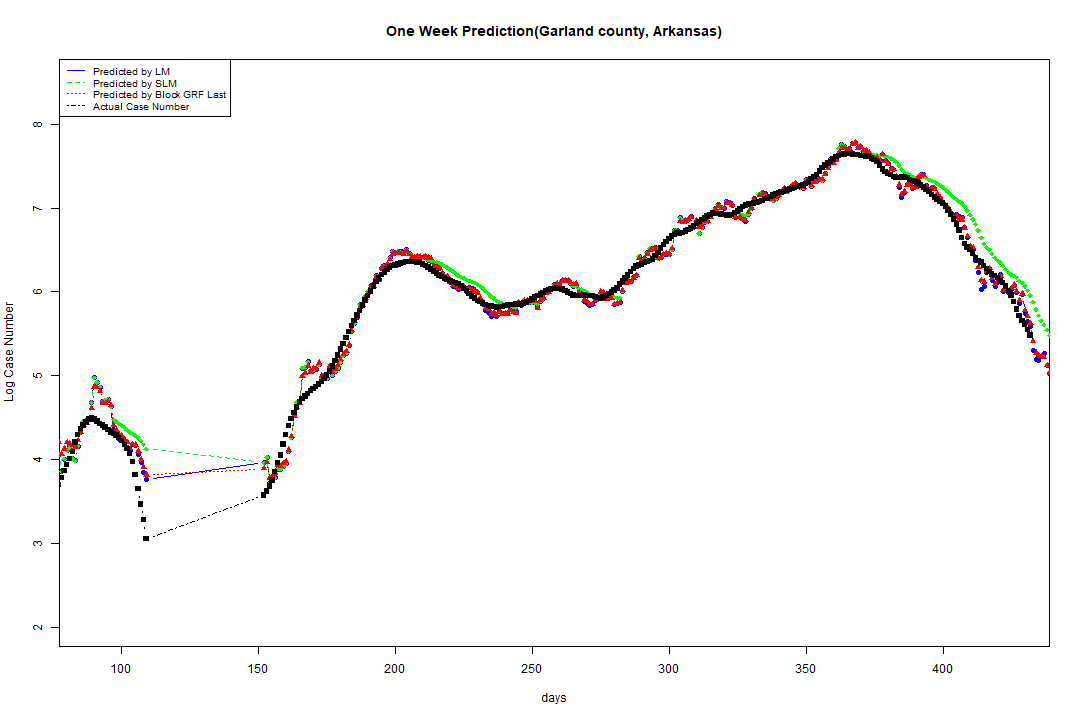 One Week Prediction(Garland county, Arkansas)
Predicted by LM
Predicted by SLM
Predicted by Block GRF Last
Actual Case Number
8
7
6
5
4
3
2
Log Case Number
100 150 200 250 300 350 400
days